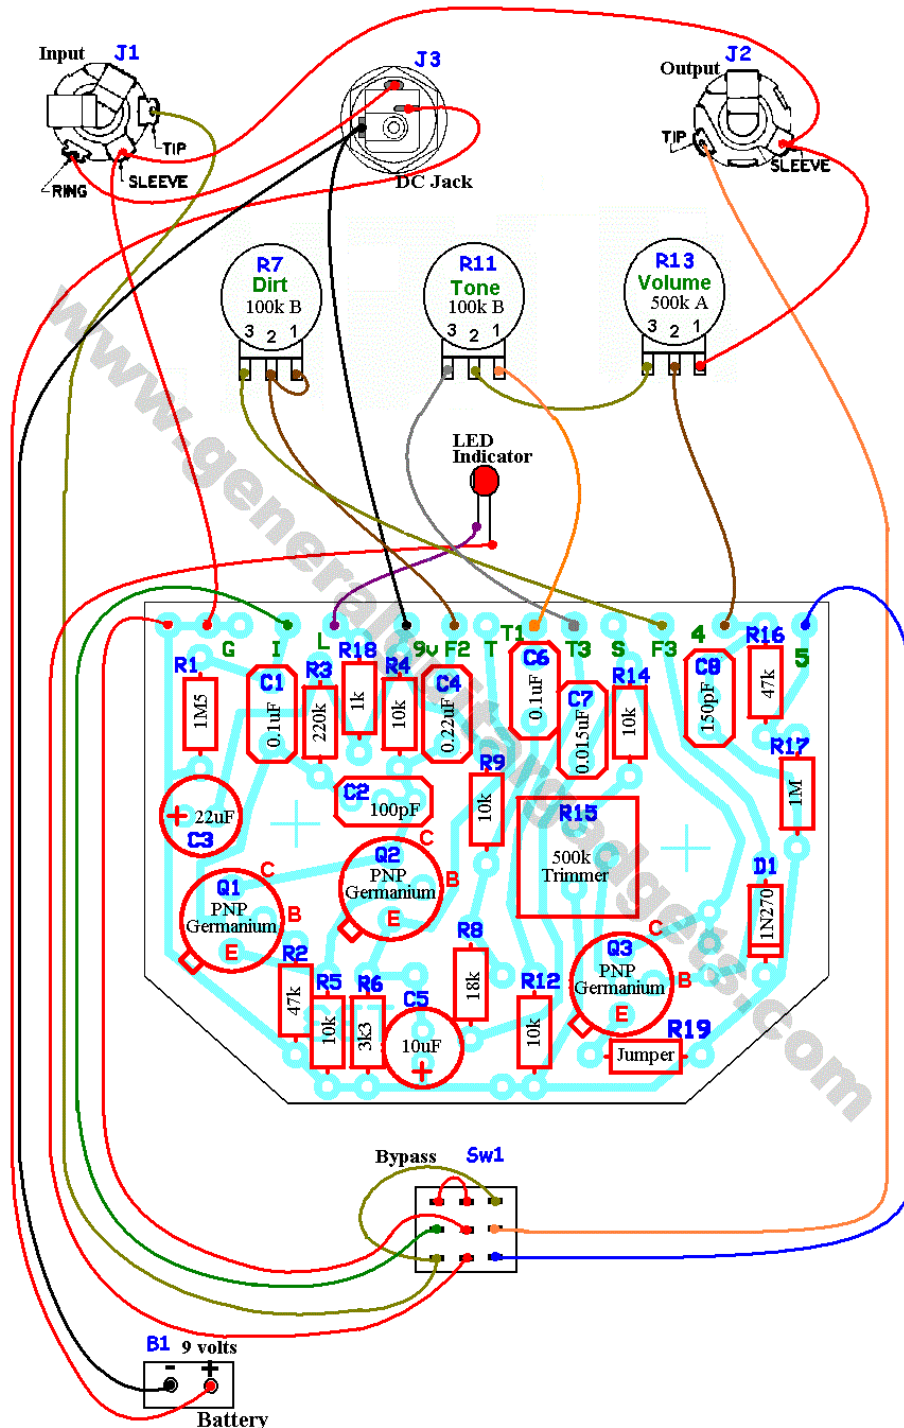 Input
J1
TIP
RING
SLEEVE
J3
DC Jack
J2
Output
TIP
SLEEVE
R7
Dirt
100k B
3 2 1
R11
Tone
100k B
3 2 1
R13
Volume
500k A
3 2 1
LED
Indicator
www.generalguitargadgets.com
G I L 9v F2 T T1 T3 S F3 4 5
R1
1M5
C1
0.1uF
R3
220k
R18
1k
R4
10k
C4
0.22uF
C6
0.1uF
C7
0.015uF
R14
10k
C8
150pF
R16
47k
R17
1M
C2
100pF
R9
10k
R15
500k
Trimmer
+ 22uF
C3
D1
1N270
Q1
PNP
Germanium
C
B
E
Q2
PNP
Germanium
C
B
E
Q3
PNP
Germanium
C
B
E
R2
47k
R5
10k
R6
3k3
C5
10uF
+
R8
18k
R12
10k
R19
Jumper
Bypass
Sw1
B1 9 volts
- +
Battery